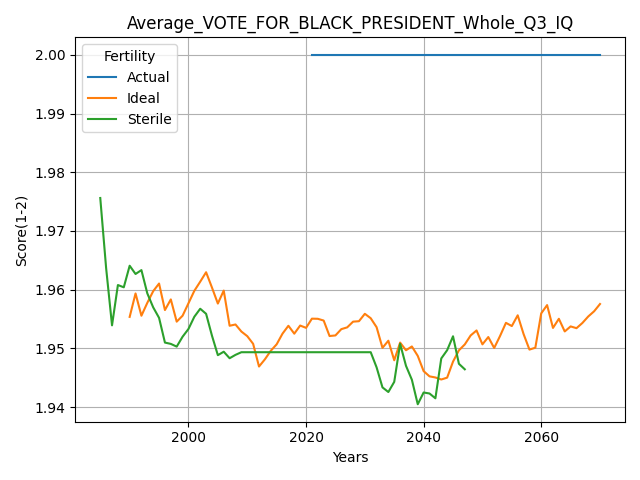 Average_VOTE_FOR_BLACK_PRESIDENT_Whole_Q3_IQ
Fertility
Actual
Ideal
Sterile
Score(1-2)
2.00
1.99
1.98
1.97
1.96
1.95
1.94
2000 2020 2040 2060
Years